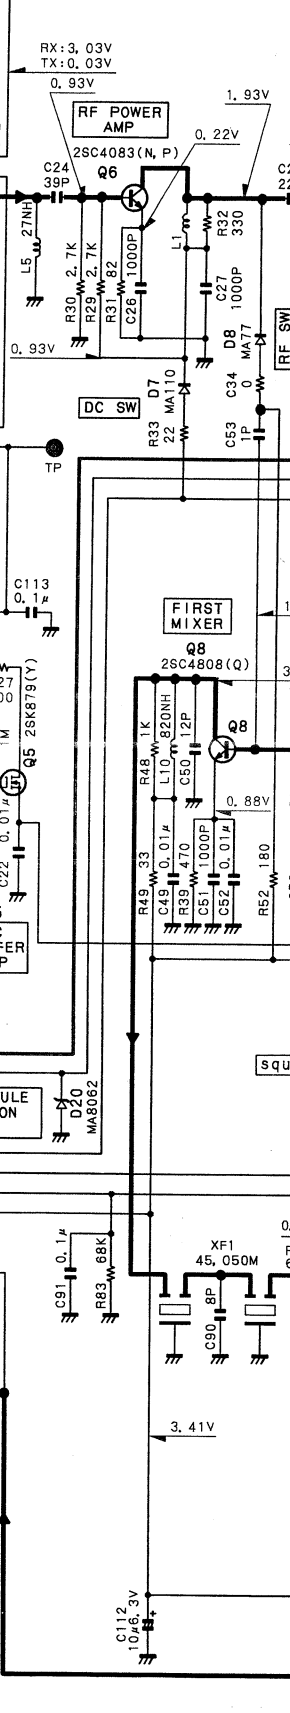 RX:3, 03V
TX:0, 03V
0, 93V
RF POWER
AMP
1, 93V
2SC4083(N, P)
0, 22V
Q6
C24
39P
27NH
L5
R30 2, 7K
R29 2, 7K
R31 82
C26 1000P
L1
R32
330
C27
1000P
0, 93V
D8
MA77
RF SW
C34
0
D7
MA110
DC SW
R33
22
C53
1P
TP
C113
0, 1μ
FIRST
MIXER
Q8
2SC4808(Q)
2SK879(Y)
Q5
1M
R48 1K
L10 820NH
C50 12P
Q8
0, 88V
0, 01μ
C22
R49 33
C49 0, 01μ
R39 470
C51 1000P
C52 0, 01μ
R52 180
squ
D20
MA8062
ULE
ON
C91 0, 1μ
R83 68K
XF1
45, 050M
C90 8P
3, 41V
C112
10μ6, 3V
+